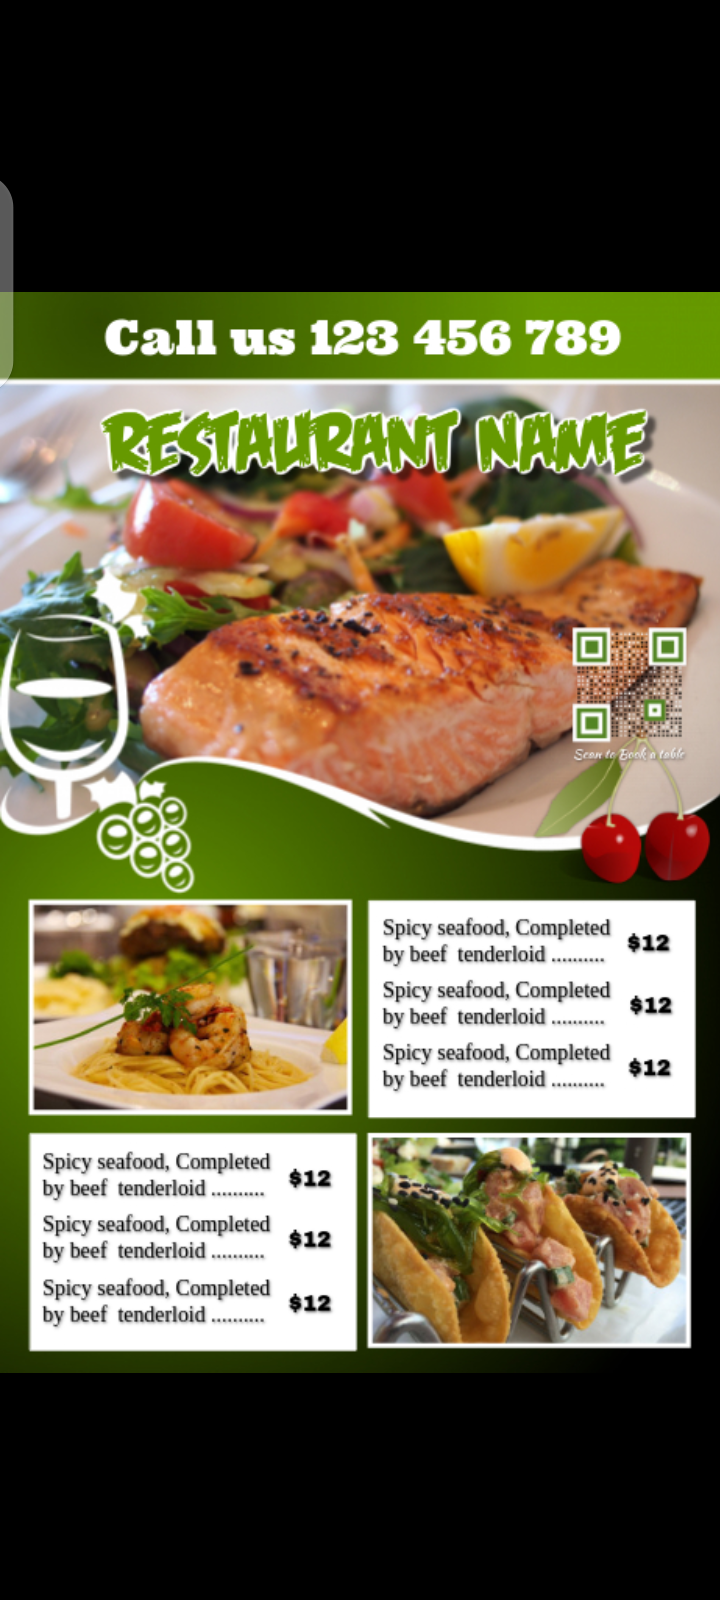 Call us 123 456 789
RESTAURANT NAME
Scan to Book a table
Spicy seafood, Completed
by beef tenderloid .......... $12
Spicy seafood, Completed
by beef tenderloid .......... $12
Spicy seafood, Completed
by beef tenderloid .......... $12
Spicy seafood, Completed
by beef tenderloid .......... $12
Spicy seafood, Completed
by beef tenderloid .......... $12
Spicy seafood, Completed
by beef tenderloid .......... $12